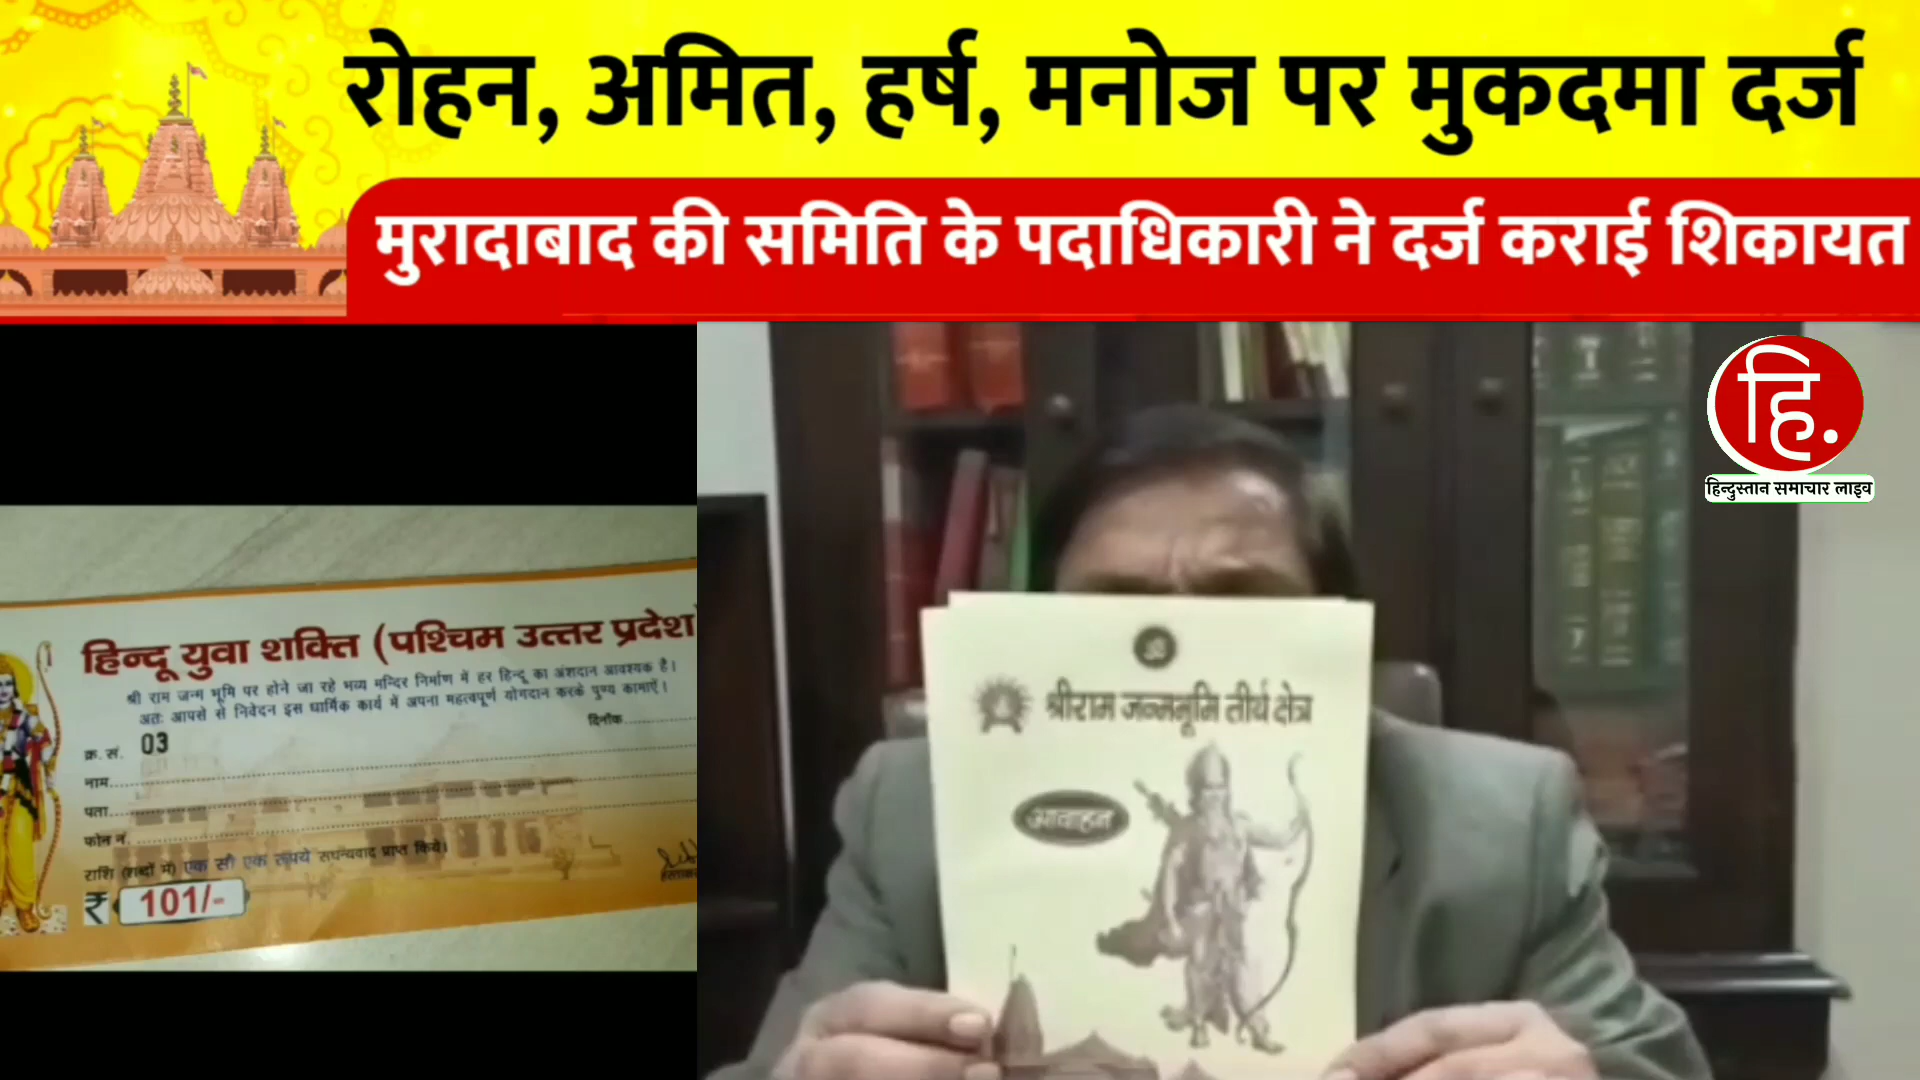 रोहन, अमित, हर्ष, मनोज पर मुकदमा दर्ज
मुरादाबाद की समिति के पदाधिकारी ने दर्ज कराई शिकायत
हि.
हिन्दुस्तान समाचार लाइव
हिन्दू युवा शक्ति (पश्चिम उत्तर प्रदेश)
श्री राम जन्म भूमि पर होने जा रहे भव्य मन्दिर निर्माण में हर हिन्दू का अंशदान आवश्यक है।
अतः आपसे से निवेदन इस धार्मिक कार्य में अपना महत्वपूर्ण योगदान करके पुण्य कामाऐं।
दिनाँक
क्र. सं. 03
नाम
पता
फोन नं.
राशि (शब्दों में) एक सौ एक रूपये सधन्यवाद प्राप्त किये।
₹ 101/-
ॐ
श्रीराम जन्मभूमि तीर्थ क्षेत्र
आवाहन